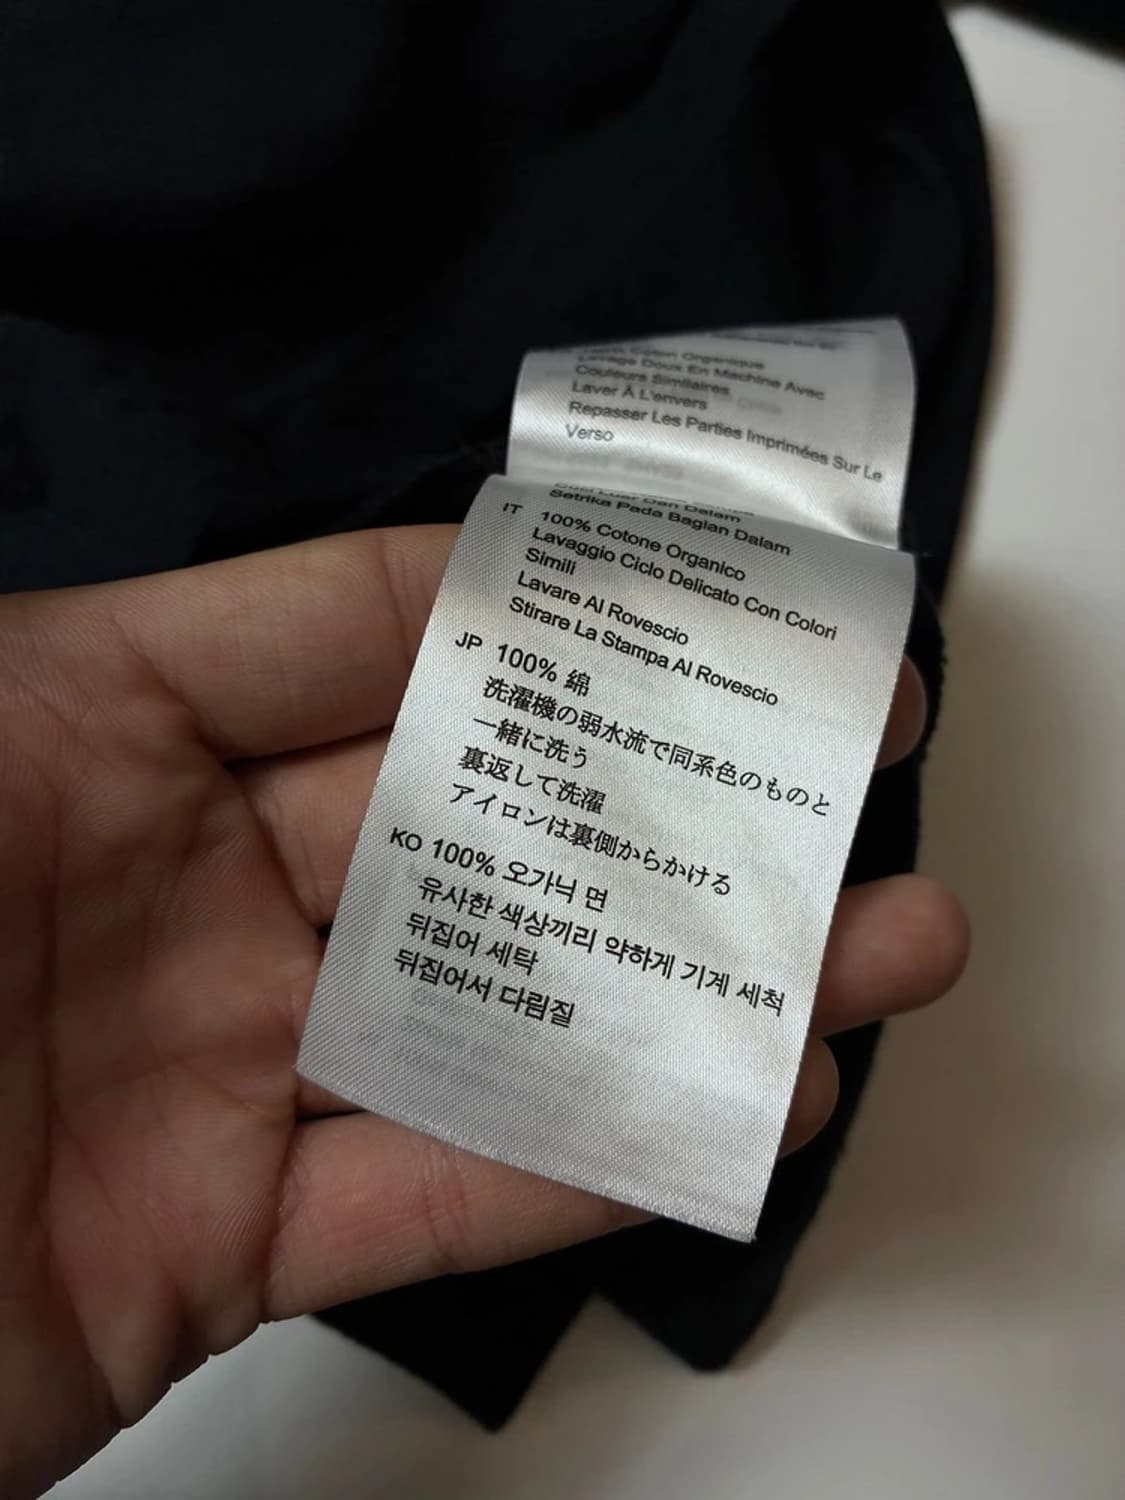 Coton Organique
Lavage Doux En Machine Avec
Couleurs Similaires
Laver À L'envers
Repasser Les Parties Imprimées Sur Le
Verso
Luar Dan Dalam
Setrika Pada Bagian Dalam
IT 100% Cotone Organico
Lavaggio Ciclo Delicato Con Colori
Simili
Lavare Al Rovescio
Stirare La Stampa Al Rovescio
JP 100% 綿
洗濯機の弱水流で同系色のものと
一緒に洗う
裏返して洗濯
アイロンは裏側からかける
KO 100% 오가닉 면
유사한 색상끼리 약하게 기계 세척
뒤집어 세탁
뒤집어서 다림질